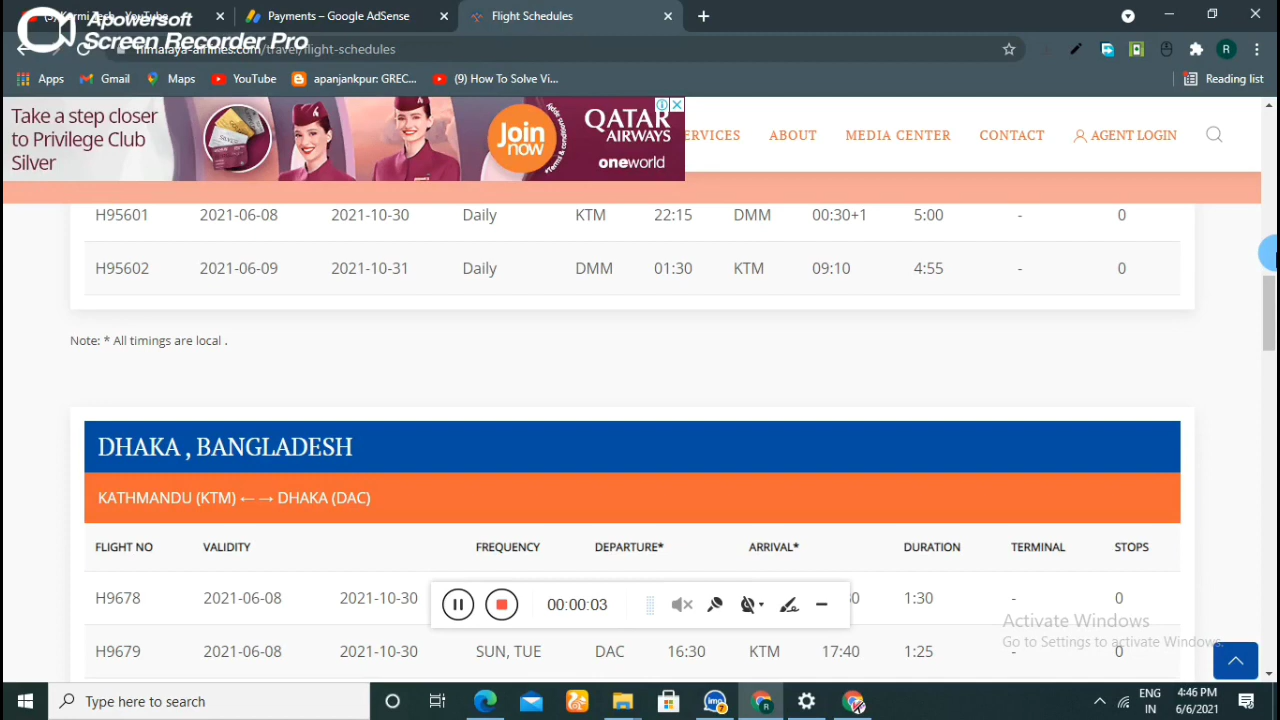 Payments – Google AdSense
Flight Schedules
Apowersoft
Screen Recorder Pro
himalaya-airlines.com/travel/flight-schedules
R
Apps
Gmail
Maps
YouTube
apanjankpur: GREC...
(9) How To Solve Vi...
Reading list
Take a step closer
to Privilege Club
Silver
Join
now
QATAR
AIRWAYS
oneworld
ERVICES
ABOUT
MEDIA CENTER
CONTACT
AGENT LOGIN
H95601 2021-06-08 2021-10-30 Daily KTM 22:15 DMM 00:30+1 5:00 - 0
H95602 2021-06-09 2021-10-31 Daily DMM 01:30 KTM 09:10 4:55 - 0
Note: * All timings are local .
DHAKA , BANGLADESH
KATHMANDU (KTM) ←→ DHAKA (DAC)
FLIGHT NO VALIDITY FREQUENCY DEPARTURE* ARRIVAL* DURATION TERMINAL STOPS
H9678 2021-06-08 2021-10-30 1:30 - 0
00:00:03
H9679 2021-06-08 2021-10-30 SUN, TUE DAC 16:30 KTM 17:40 1:25 - 0
Activate Windows
Go to Settings to activate Windows.
Type here to search
ENG
IN
4:46 PM
6/6/2021